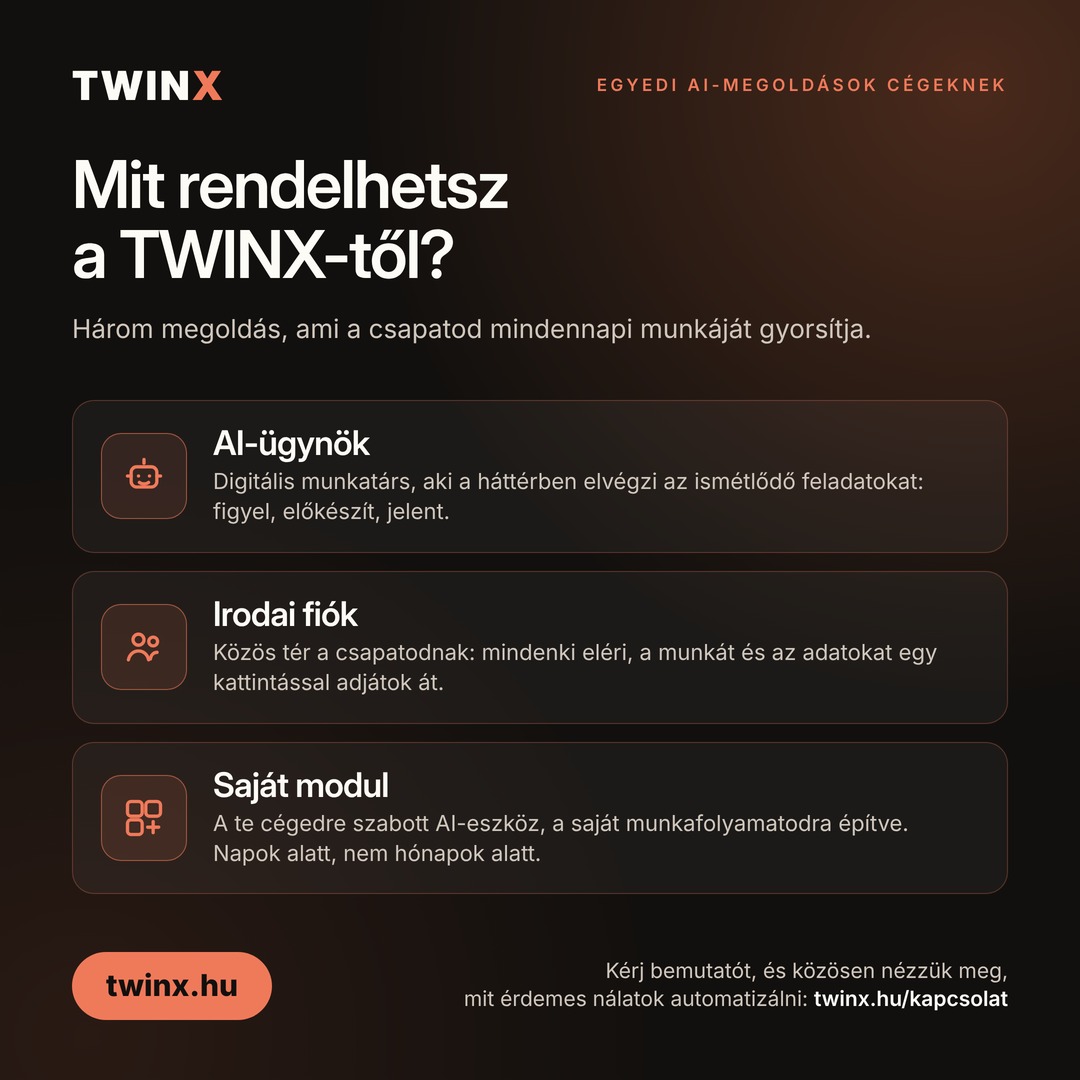 TWINX
EGYEDI AI-MEGOLDÁSOK CÉGEKNEK
Mit rendelhetsz
a TWINX-től?
Három megoldás, ami a csapatod mindennapi munkáját gyorsítja.
AI-ügynök
Digitális munkatárs, aki a háttérben elvégzi az ismétlődő feladatokat:
figyel, előkészít, jelent.
Irodai fiók
Közös tér a csapatodnak: mindenki eléri, a munkát és az adatokat egy
kattintással adjátok át.
Saját modul
A te cégedre szabott AI-eszköz, a saját munkafolyamatodra építve.
Napok alatt, nem hónapok alatt.
twinx.hu
Kérj bemutatót, és közösen nézzük meg,
mit érdemes nálatok automatizálni: twinx.hu/kapcsolat